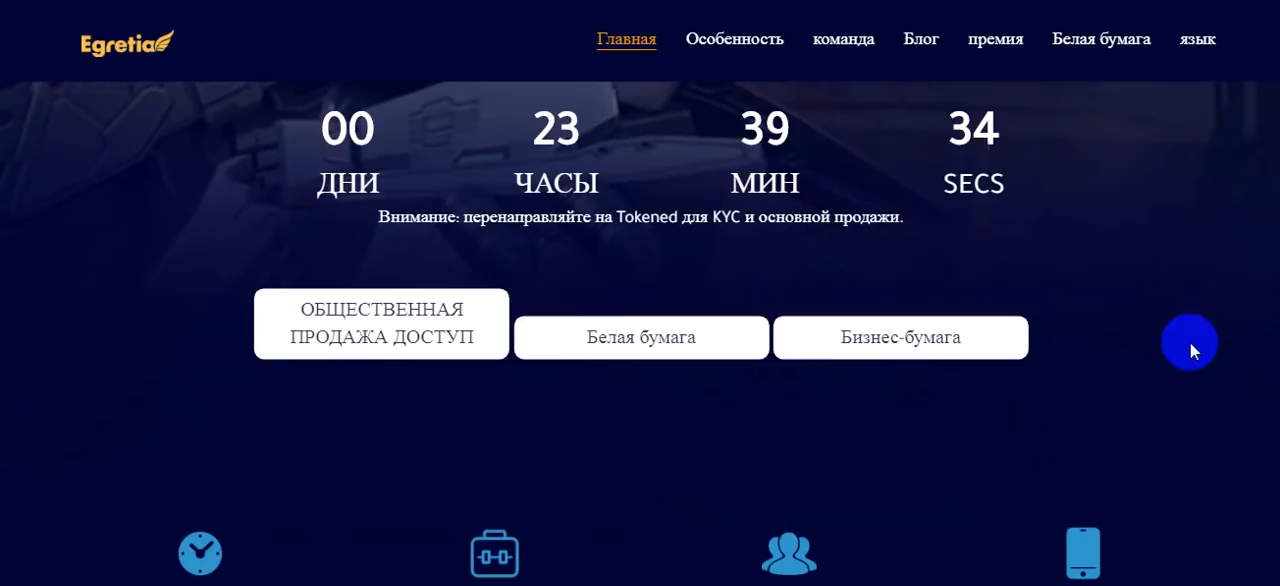 Egretia
Главная Особенность команда Блог премия Белая бумага язык
00 23 39 34
ДНИ ЧАСЫ МИН SECS
Внимание: перенаправляйте на Tokened для KYC и основной продажи.
ОБЩЕСТВЕННАЯ
ПРОДАЖА ДОСТУП
Белая бумага
Бизнес-бумага